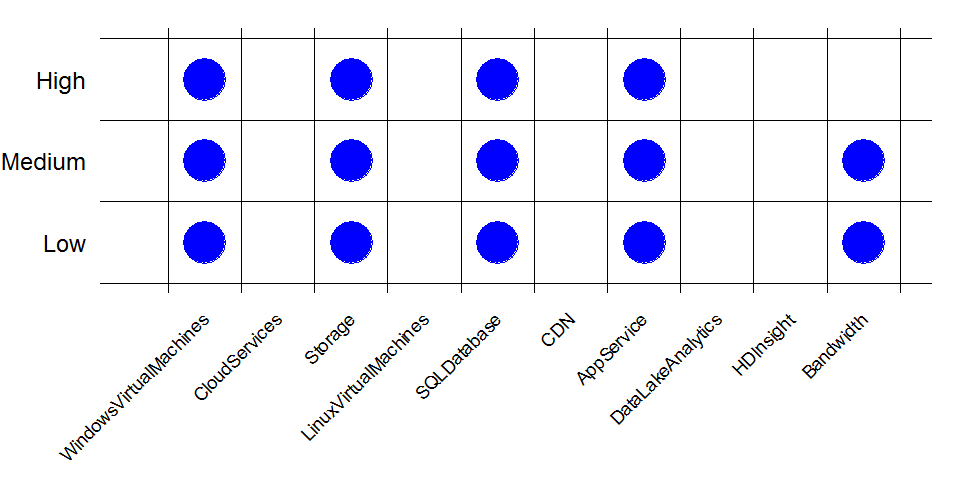 High
Medium
Low
WindowsVirtualMachines
CloudServices
Storage
LinuxVirtualMachines
SQLDatabase
CDN
AppService
DataLakeAnalytics
HDInsight
Bandwidth